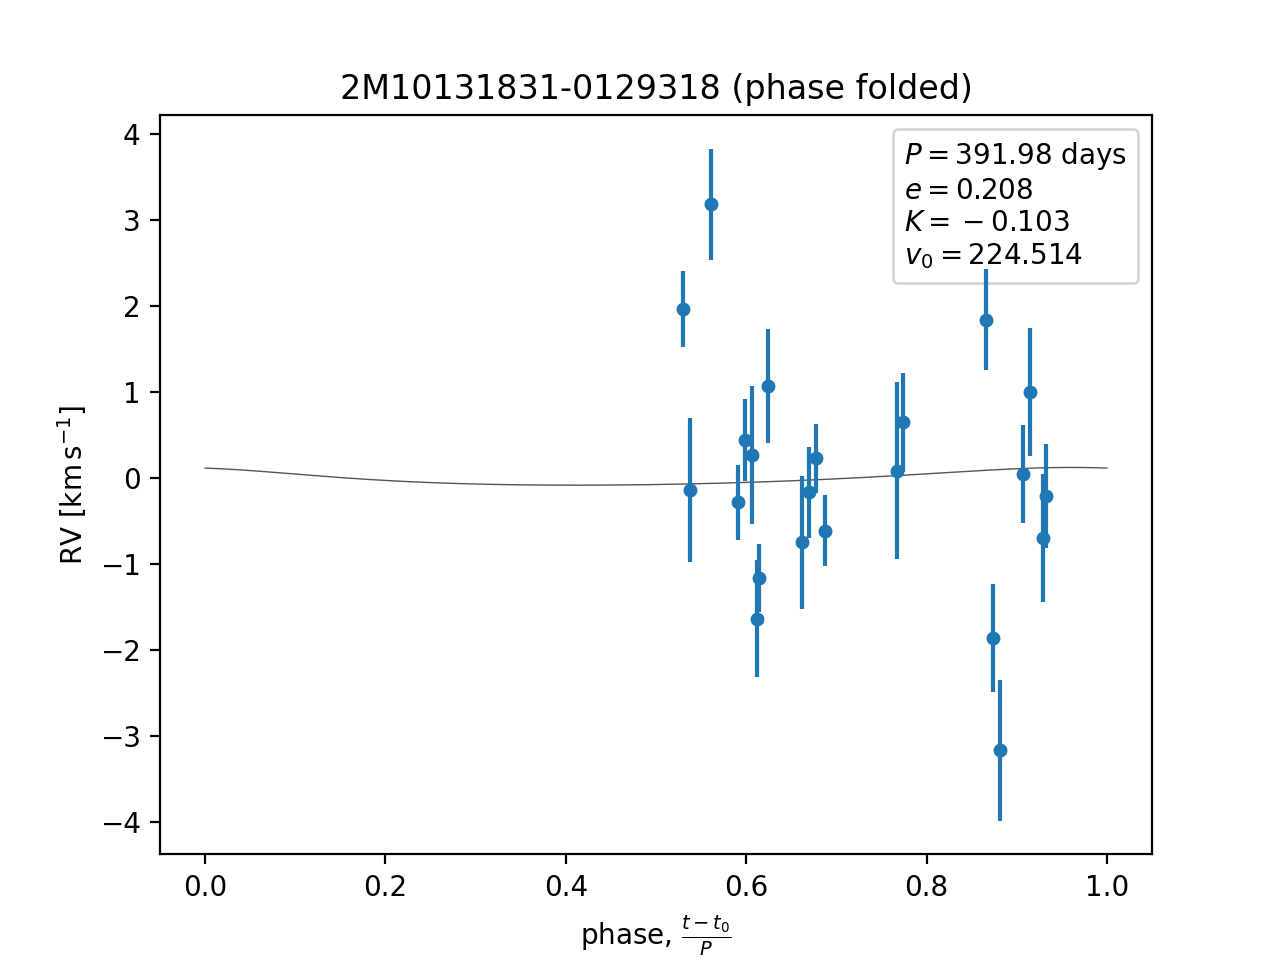 2M10131831-0129318 (phase folded)
P = 391.98 days
e = 0.208
K = −0.103
v₀ = 224.514
4
3
2
1
0
−1
−2
−3
−4
RV [km s⁻¹]
0.0 0.2 0.4 0.6 0.8 1.0
phase, (t − t₀)/P